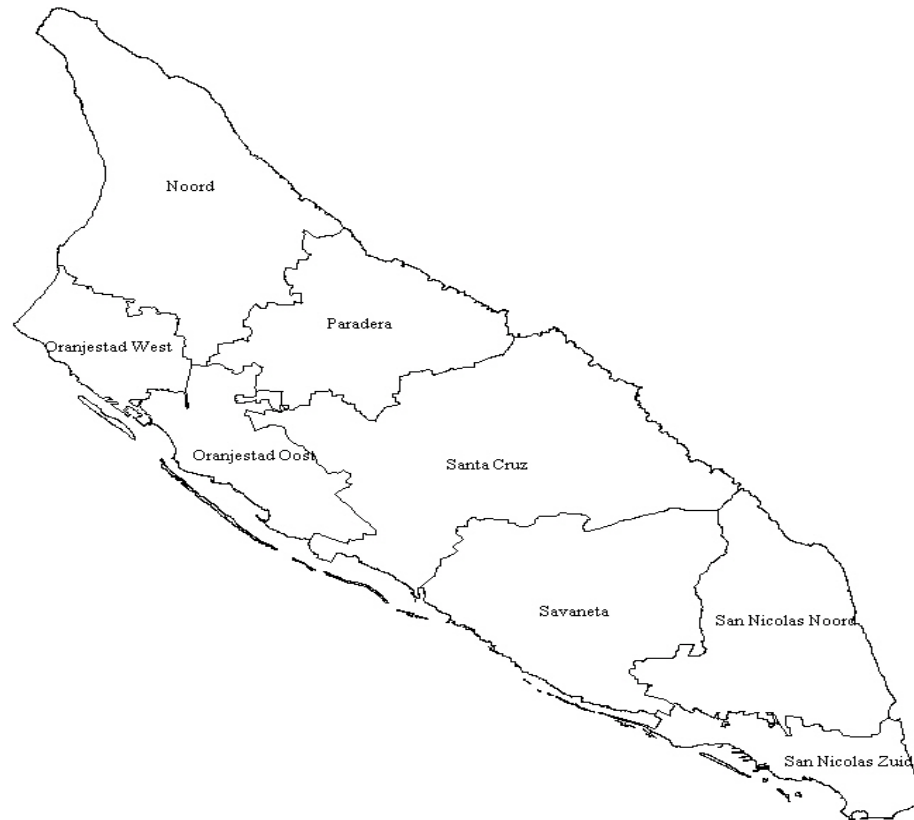 Noord
Paradera
Oranjestad West
Oranjestad Oost
Santa Cruz
Savaneta
San Nicolas Noord
San Nicolas Zuid